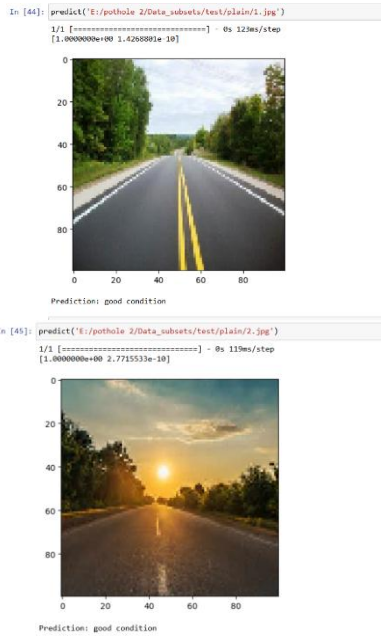 In [44]: predict('E:/pothole 2/Data_subsets/test/plain/1.jpg')
1/1 [==============================] - 0s 123ms/step
[1.0000000e+00 1.4268801e-10]
0
20
40
60
80
0 20 40 60 80
Prediction: good condition
n [45]: predict('E:/pothole 2/Data_subsets/test/plain/2.jpg')
1/1 [==============================] - 0s 119ms/step
[1.0000000e+00 2.7715533e-10]
0
20
40
60
80
0 20 40 60 80
Prediction: good condition